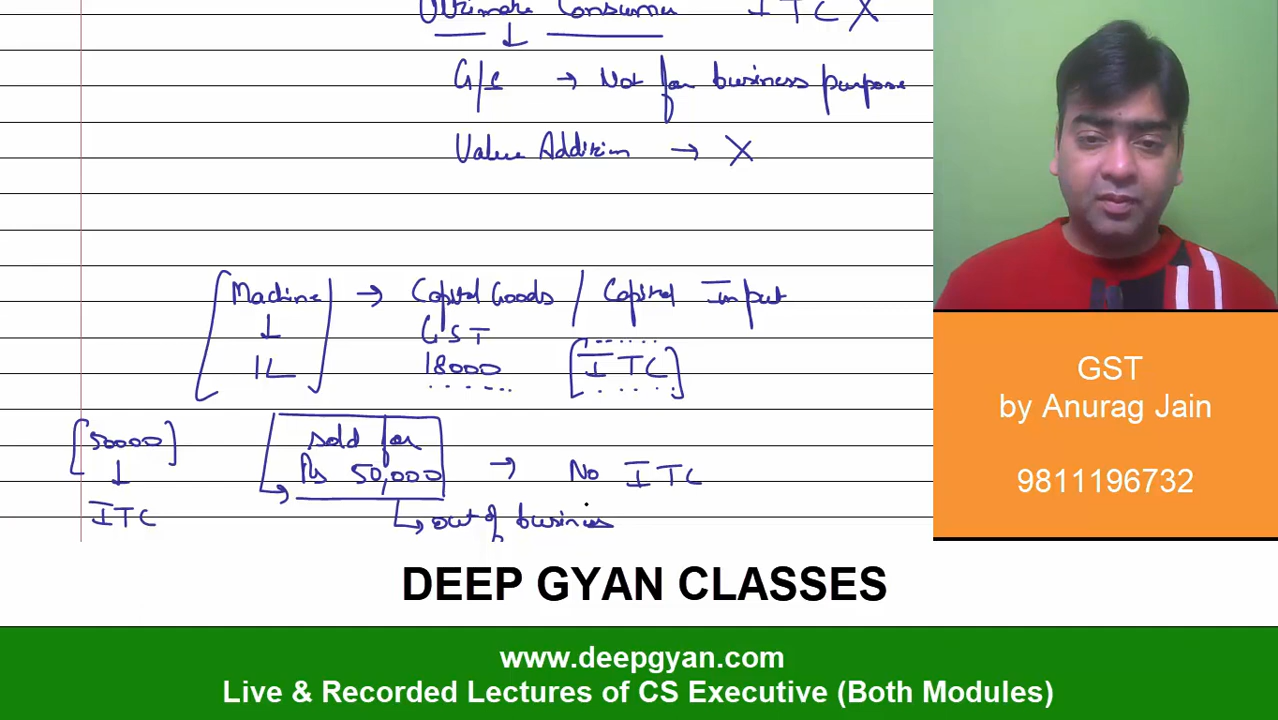 Ultimate Consumer ITC X
↓
G/S → Not for business purpose
Value Addition → X
Machine → Capital Goods / Capital Input
↓ GST
1L 18000 [ITC]
[50000] sold for
↓ Rs 50,000 → No ITC
ITC ↳ out of business
GST
by Anurag Jain
9811196732
DEEP GYAN CLASSES
www.deepgyan.com
Live & Recorded Lectures of CS Executive (Both Modules)